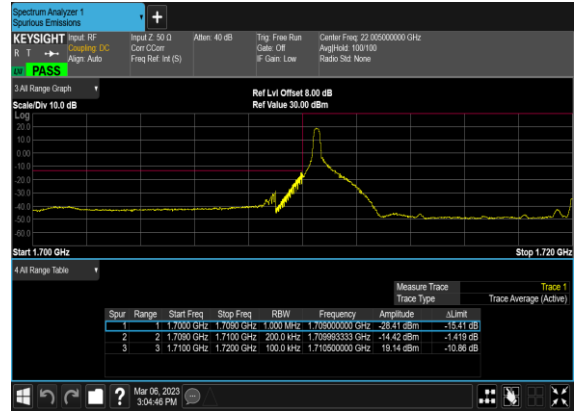 Spectrum Analyzer 1
Spurious Emissions
KEYSIGHT
R T
LM PASS
Input: RF
Coupling: DC
Align: Auto
Input Z: 50 Ω
Corr CCorr
Freq Ref: Int (S)
Atten: 40 dB
Trig: Free Run
Gate: Off
IF Gain: Low
Center Freq: 22.005000000 GHz
Avg|Hold: 100/100
Radio Std: None
3 All Range Graph
Ref Lvl Offset 8.00 dB
Scale/Div 10.0 dB Ref Value 30.00 dBm
Log
20.0
10.0
0.00
-10.0
-20.0
-30.0
-40.0
-50.0
-60.0
Start 1.700 GHz Stop 1.720 GHz
4 All Range Table
Measure Trace Trace 1
Trace Type Trace Average (Active)
Spur Range Start Freq Stop Freq RBW Frequency Amplitude ΔLimit
1 1 1.7000 GHz 1.7090 GHz 1.000 MHz 1.709000000 GHz -28.41 dBm -15.41 dB
2 2 1.7090 GHz 1.7100 GHz 200.0 kHz 1.709993333 GHz -14.42 dBm -1.419 dB
3 3 1.7100 GHz 1.7200 GHz 100.0 kHz 1.710500000 GHz 19.14 dBm -10.86 dB
Mar 06, 2023
3:04:46 PM